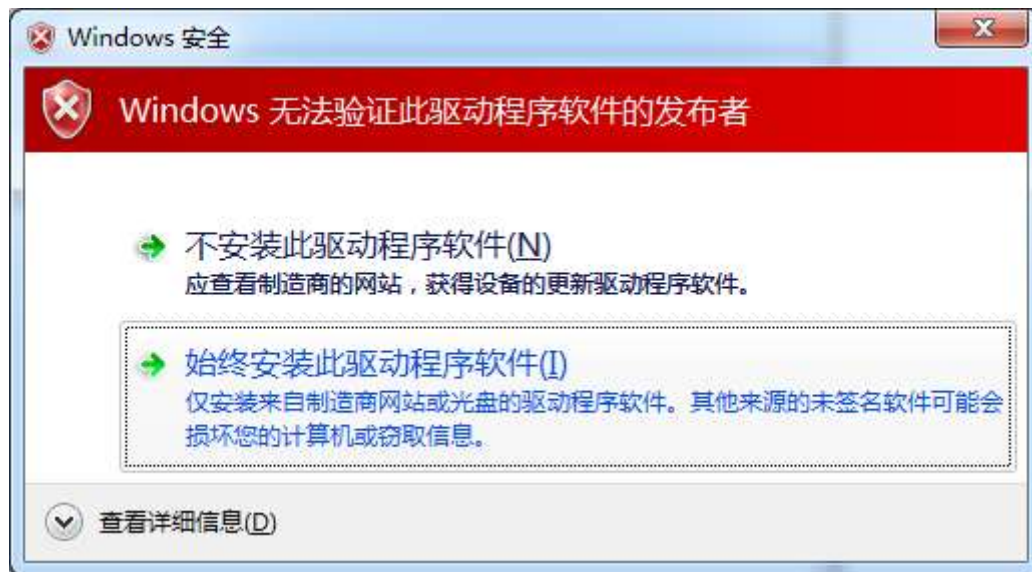 Windows 安全
Windows 无法验证此驱动程序软件的发布者
不安装此驱动程序软件(N)
应查看制造商的网站，获得设备的更新驱动程序软件。
始终安装此驱动程序软件(I)
仅安装来自制造商网站或光盘的驱动程序软件。其他来源的未签名软件可能会
损坏您的计算机或窃取信息。
查看详细信息(D)